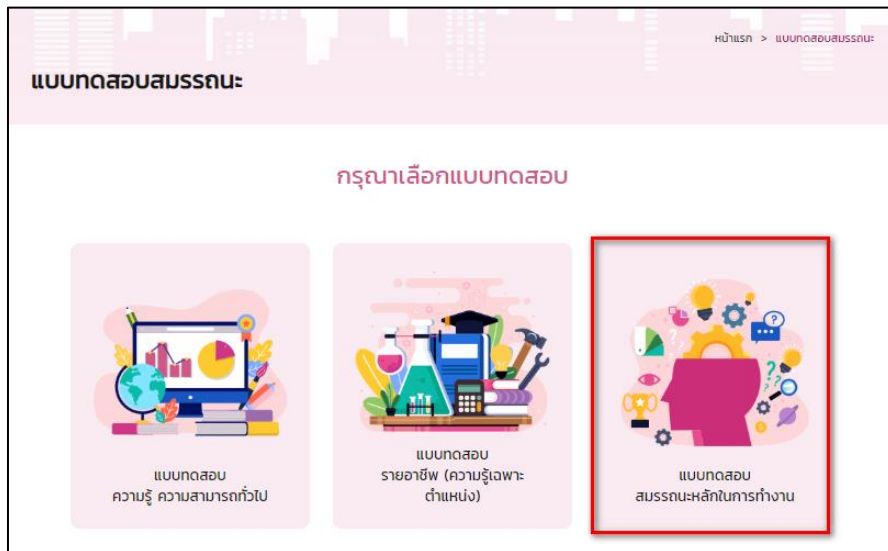 หน้าแรก > แบบทดสอบสมรรถนะ
แบบทดสอบสมรรถนะ
กรุณาเลือกแบบทดสอบ
แบบทดสอบ
ความรู้ ความสามารถทั่วไป
แบบทดสอบ
รายอาชีพ (ความรู้เฉพาะ
ตำแหน่ง)
แบบทดสอบ
สมรรถนะหลักในการทำงาน